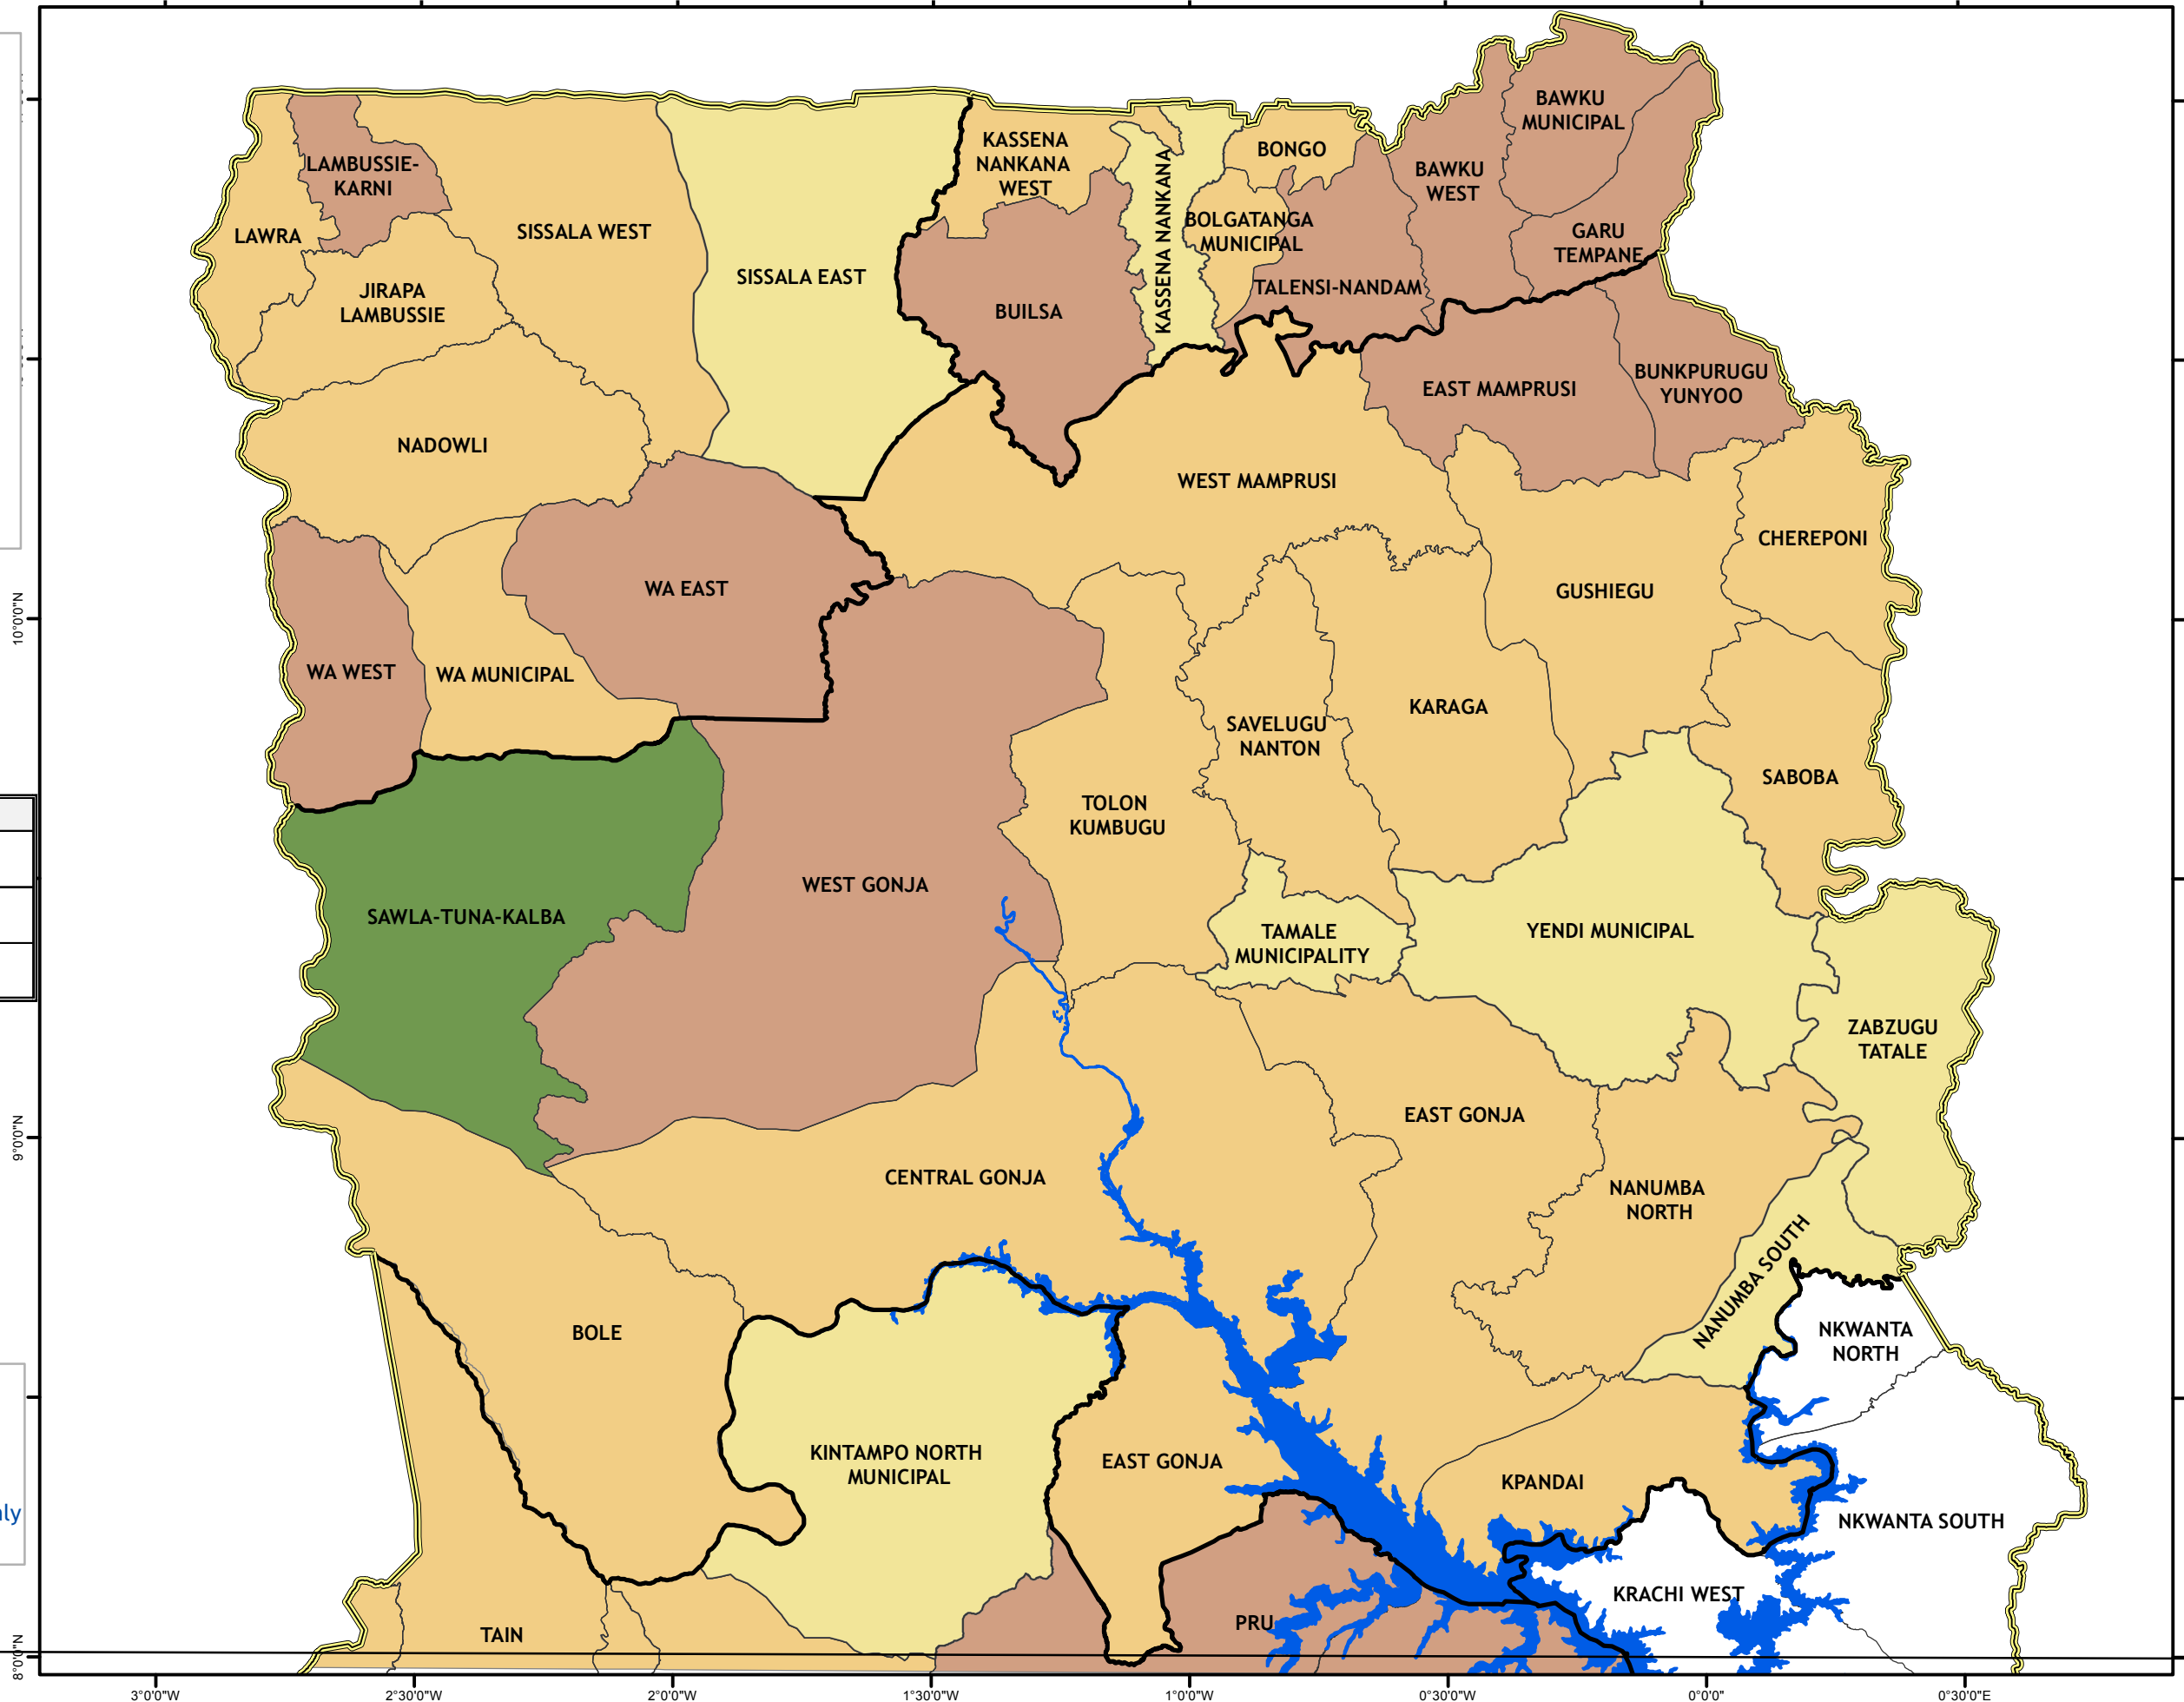 BAWKU
MUNICIPAL
KASSENA
NANKANA
WEST
BONGO
LAMBUSSIE-
KARNI
BAWKU
WEST
KASSENA NANKANA
BOLGATANGA
MUNICIPAL
LAWRA
SISSALA WEST
GARU
TEMPANE
SISSALA EAST
TALENSI-NANDAM
JIRAPA
LAMBUSSIE
BUILSA
EAST MAMPRUSI
BUNKPURUGU
YUNYOO
NADOWLI
WEST MAMPRUSI
CHEREPONI
WA EAST
GUSHIEGU
10°0'0"N
WA WEST
WA MUNICIPAL
KARAGA
SAVELUGU
NANTON
SABOBA
TOLON
KUMBUGU
WEST GONJA
SAWLA-TUNA-KALBA
TAMALE
MUNICIPALITY
YENDI MUNICIPAL
ZABZUGU
TATALE
EAST GONJA
9°0'0"N
CENTRAL GONJA
NANUMBA
NORTH
NANUMBA SOUTH
BOLE
NKWANTA
NORTH
KINTAMPO NORTH
MUNICIPAL
EAST GONJA
KPANDAI
NKWANTA SOUTH
KRACHI WEST
PRU
TAIN
8°0'0"N
3°0'0"W
2°30'0"W
2°0'0"W
1°30'0"W
1°0'0"W
0°30'0"W
0°0'0"
0°30'0"E